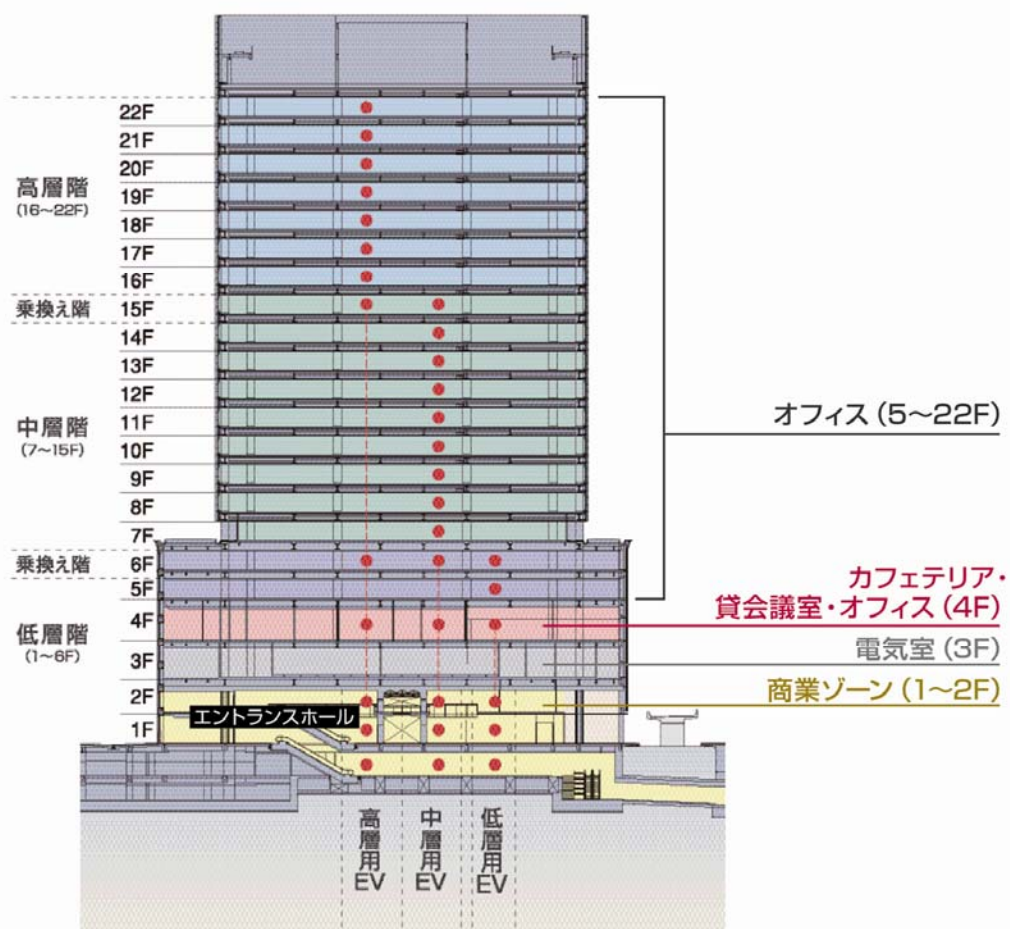 22F
21F
20F
高層階
(16〜22F)
19F
18F
17F
16F
乗換え階
15F
14F
13F
12F
中層階
(7〜15F)
11F
10F
9F
8F
7F
乗換え階
6F
5F
低層階
(1〜6F)
4F
3F
2F
1F
エントランスホール
オフィス (5〜22F)
カフェテリア・
貸会議室・オフィス (4F)
電気室 (3F)
商業ゾーン (1〜2F)
高層用EV
中層用EV
低層用EV